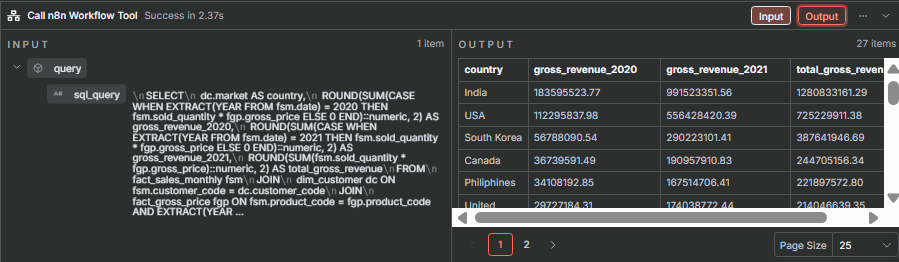 Call n8n Workflow Tool Success in 2.37s Input Output ...
INPUT 1 item
query
AB sql_query
\nSELECT\n dc.market AS country,\n ROUND(SUM(CASE
WHEN EXTRACT(YEAR FROM fsm.date) = 2020 THEN
fsm.sold_quantity * fgp.gross_price ELSE 0 END)::numeric, 2) AS
gross_revenue_2020,\n ROUND(SUM(CASE WHEN
EXTRACT(YEAR FROM fsm.date) = 2021 THEN fsm.sold_quantity
* fgp.gross_price ELSE 0 END)::numeric, 2) AS
gross_revenue_2021,\n ROUND(SUM(fsm.sold_quantity *
fgp.gross_price)::numeric, 2) AS total_gross_revenue\nFROM\n
fact_sales_monthly fsm\nJOIN\n dim_customer dc ON
fsm.customer_code = dc.customer_code\nJOIN\n
fact_gross_price fgp ON fsm.product_code = fgp.product_code
AND EXTRACT(YEAR ...
OUTPUT 27 items
country gross_revenue_2020 gross_revenue_2021 total_gross_reven
India 183595523.77 991523351.56 1280833161.29
USA 112295837.98 556428420.39 725229911.38
South Korea 56788090.54 290223101.41 387641946.69
Canada 36739591.49 190957910.83 244705156.34
Philiphines 34108192.85 167514706.41 221897572.80
United 29727184.31 174038772.44 214046639.35
1 2 Page Size 25